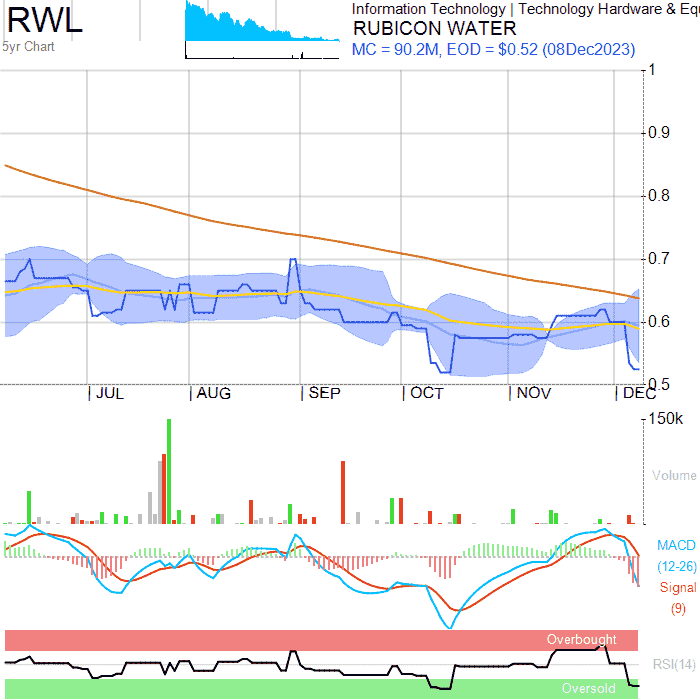 RWL
5yr Chart
Information Technology | Technology Hardware & Equ
RUBICON WATER
MC = 90.2M, EOD = $0.52 (08Dec2023)
1
0.9
0.8
0.7
0.6
0.5
JUL AUG SEP OCT NOV DEC
150k
Volume
MACD
(12-26)
Signal
(9)
Overbought
RSI(14)
Oversold